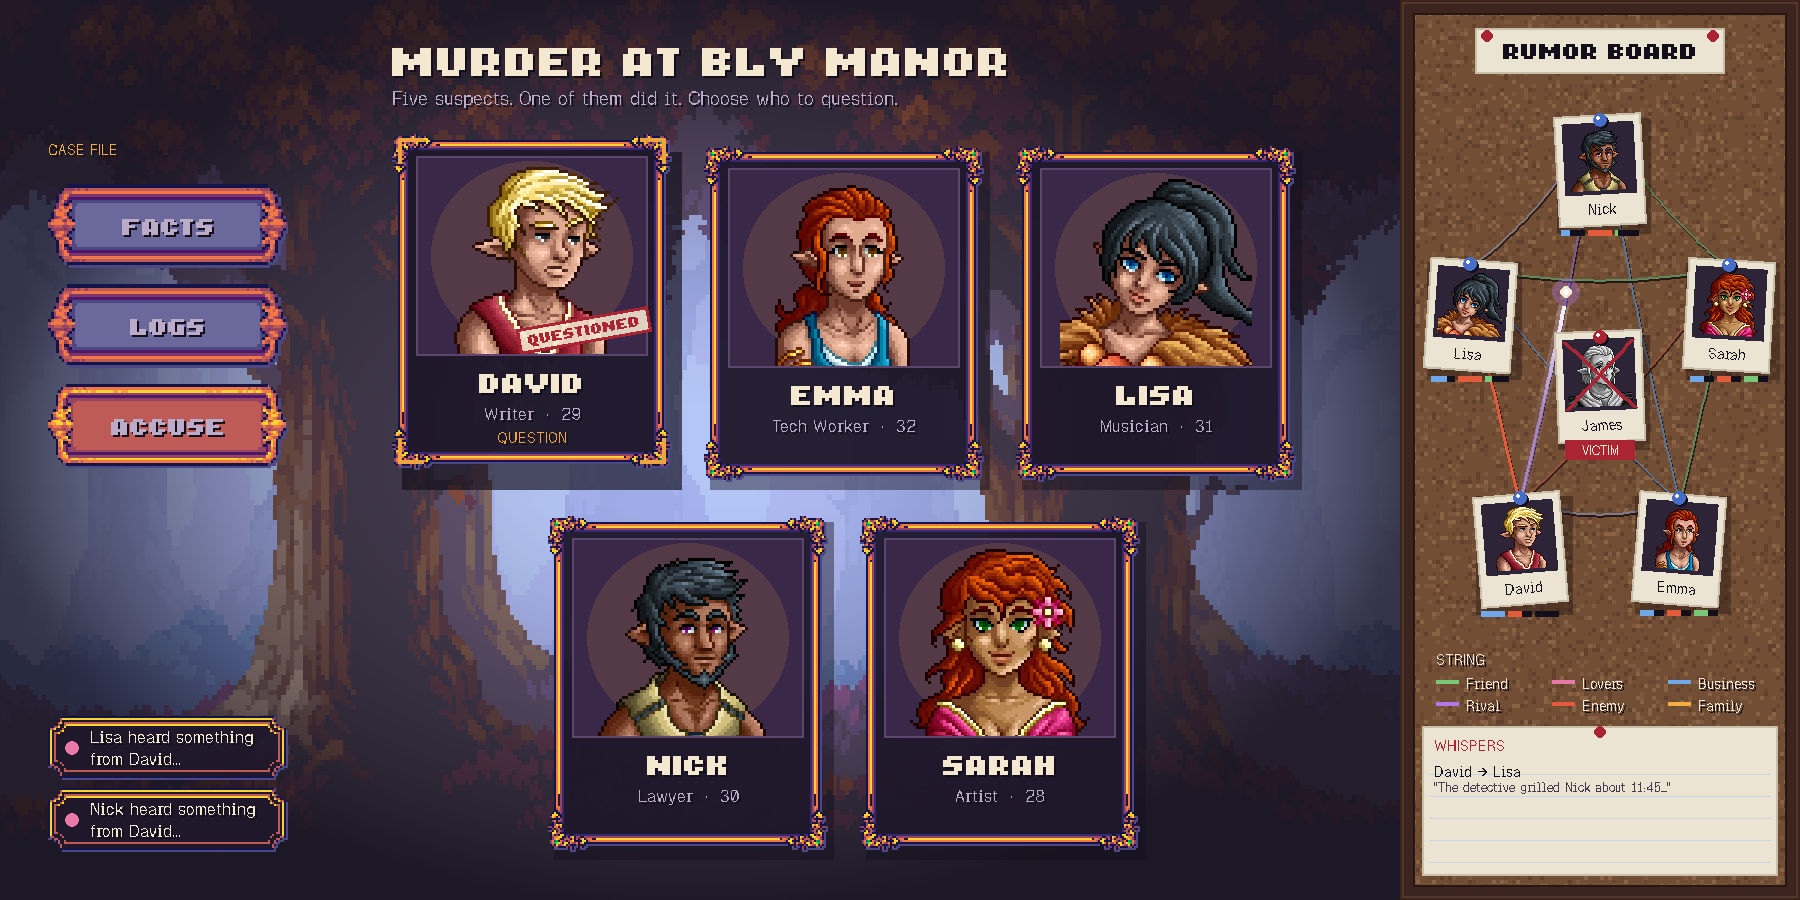 MURDER AT BLY MANOR
Five suspects. One of them did it. Choose who to question.
CASE FILE
FACTS
LOGS
ACCUSE
QUESTIONED
DAVID
Writer · 29
QUESTION
EMMA
Tech Worker · 32
LISA
Musician · 31
NICK
Lawyer · 30
SARAH
Artist · 28
Lisa heard something
from David...
Nick heard something
from David...
RUMOR BOARD
Nick
Lisa
Sarah
James
VICTIM
David
Emma
STRING
Friend
Lovers
Business
Rival
Enemy
Family
WHISPERS
David → Lisa
"The detective grilled Nick about 11:45…"